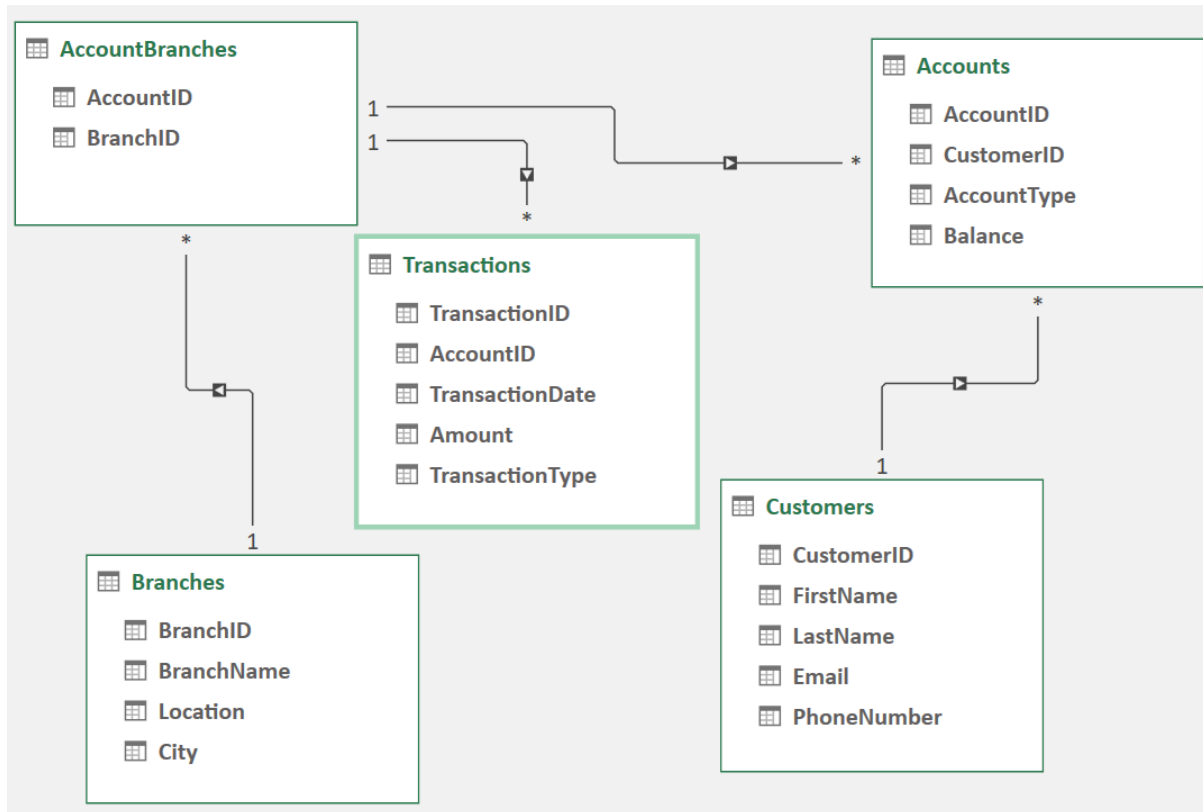 AccountBranches
AccountID
BranchID
1
1
*
*
*
1
Accounts
AccountID
CustomerID
AccountType
Balance
*
1
Transactions
TransactionID
AccountID
TransactionDate
Amount
TransactionType
Branches
BranchID
BranchName
Location
City
Customers
CustomerID
FirstName
LastName
Email
PhoneNumber